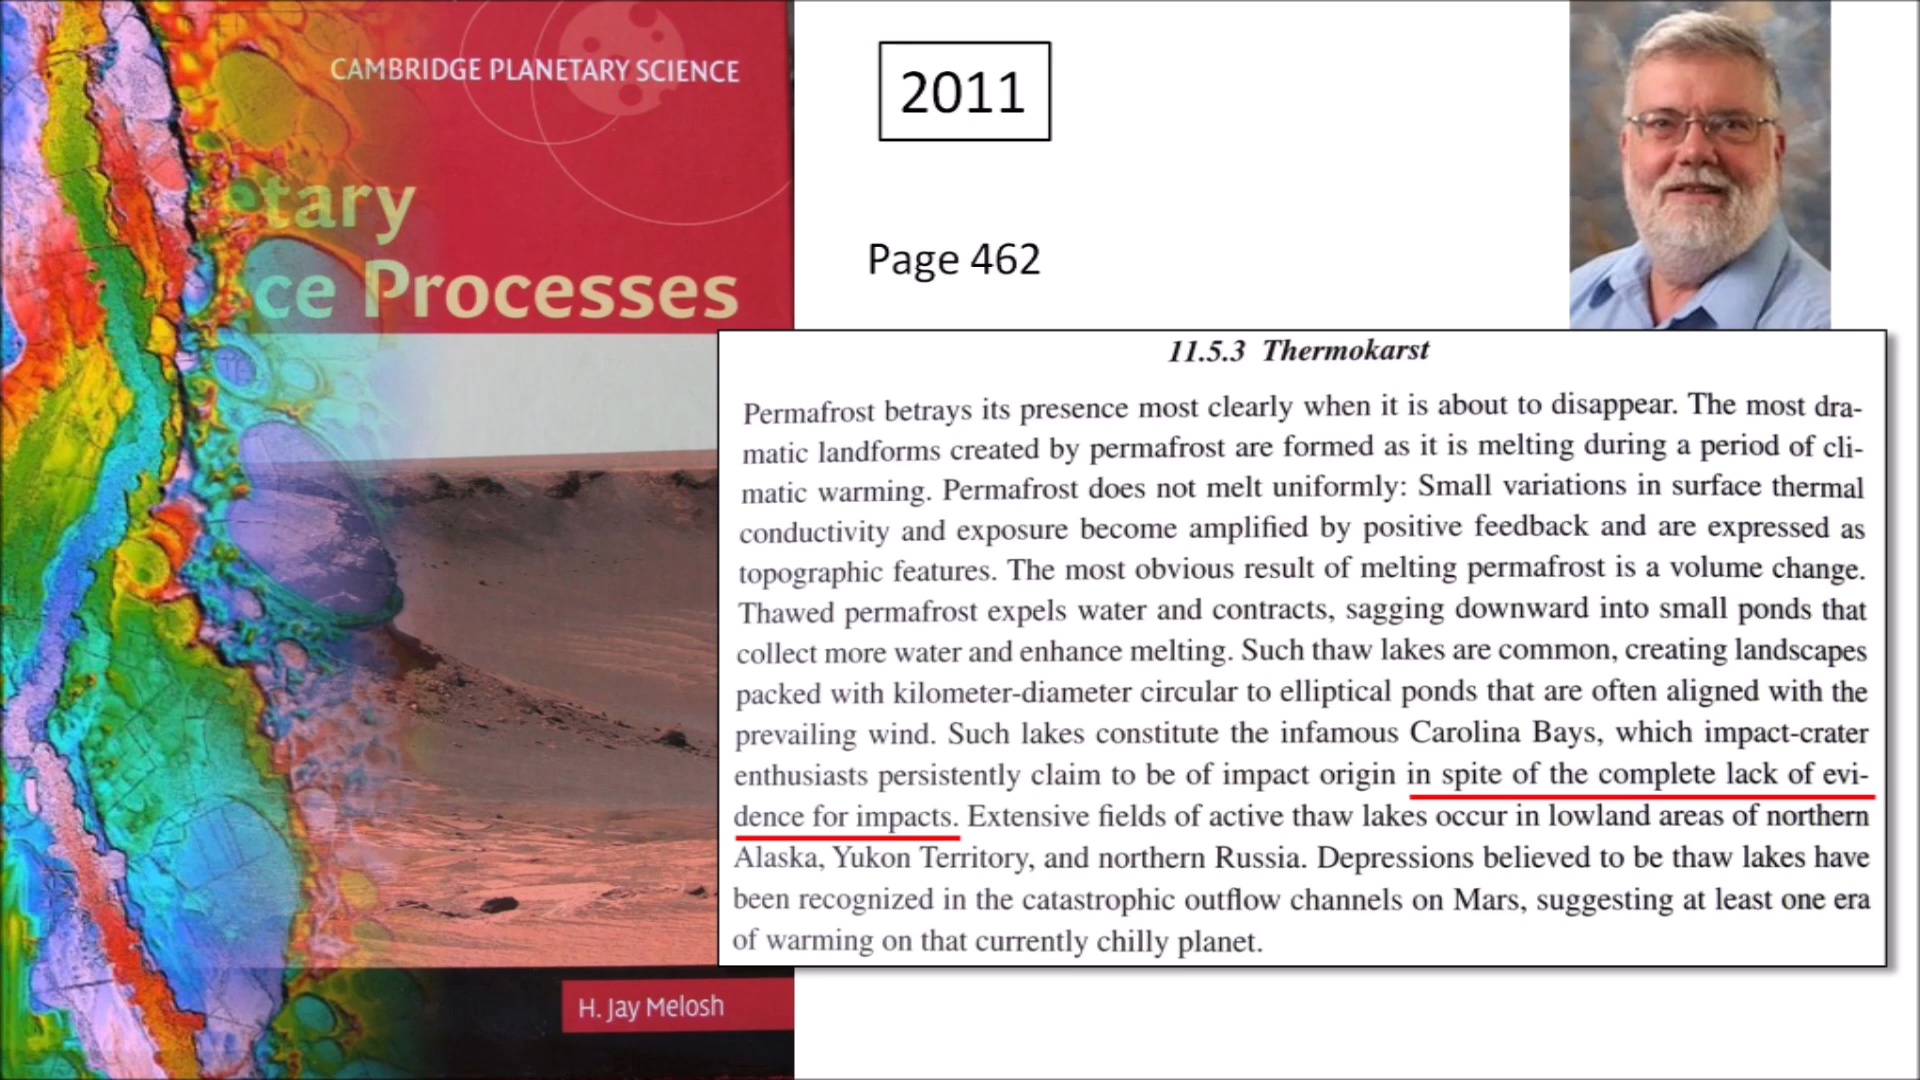 CAMBRIDGE PLANETARY SCIENCE
etary
ce Processes
H. Jay Melosh
2011
Page 462
11.5.3 Thermokarst
Permafrost betrays its presence most clearly when it is about to disappear. The most dra-
matic landforms created by permafrost are formed as it is melting during a period of cli-
matic warming. Permafrost does not melt uniformly: Small variations in surface thermal
conductivity and exposure become amplified by positive feedback and are expressed as
topographic features. The most obvious result of melting permafrost is a volume change.
Thawed permafrost expels water and contracts, sagging downward into small ponds that
collect more water and enhance melting. Such thaw lakes are common, creating landscapes
packed with kilometer-diameter circular to elliptical ponds that are often aligned with the
prevailing wind. Such lakes constitute the infamous Carolina Bays, which impact-crater
enthusiasts persistently claim to be of impact origin in spite of the complete lack of evi-
dence for impacts. Extensive fields of active thaw lakes occur in lowland areas of northern
Alaska, Yukon Territory, and northern Russia. Depressions believed to be thaw lakes have
been recognized in the catastrophic outflow channels on Mars, suggesting at least one era
of warming on that currently chilly planet.